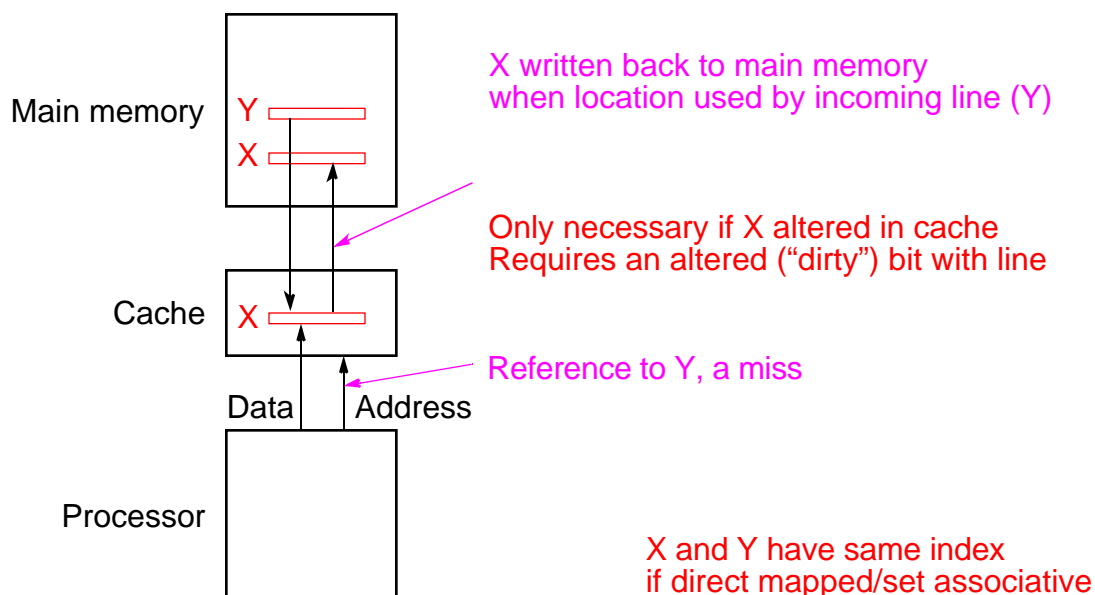 X written back to main memory
when location used by incoming line (Y)
Main memory
Y
X
Only necessary if X altered in cache
Requires an altered (“dirty”) bit with line
Cache
X
Reference to Y, a miss
Data
Address
Processor
X and Y have same index
if direct mapped/set associative